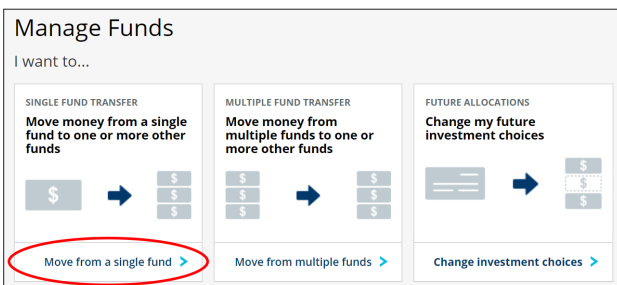 Manage Funds
I want to...
SINGLE FUND TRANSFER
Move money from a single
fund to one or more other
funds
$
$
$
$
Move from a single fund >
MULTIPLE FUND TRANSFER
Move money from
multiple funds to one or
more other funds
$
$
$
$
$
$
Move from multiple funds >
FUTURE ALLOCATIONS
Change my future
investment choices
$
$
$
Change investment choices >